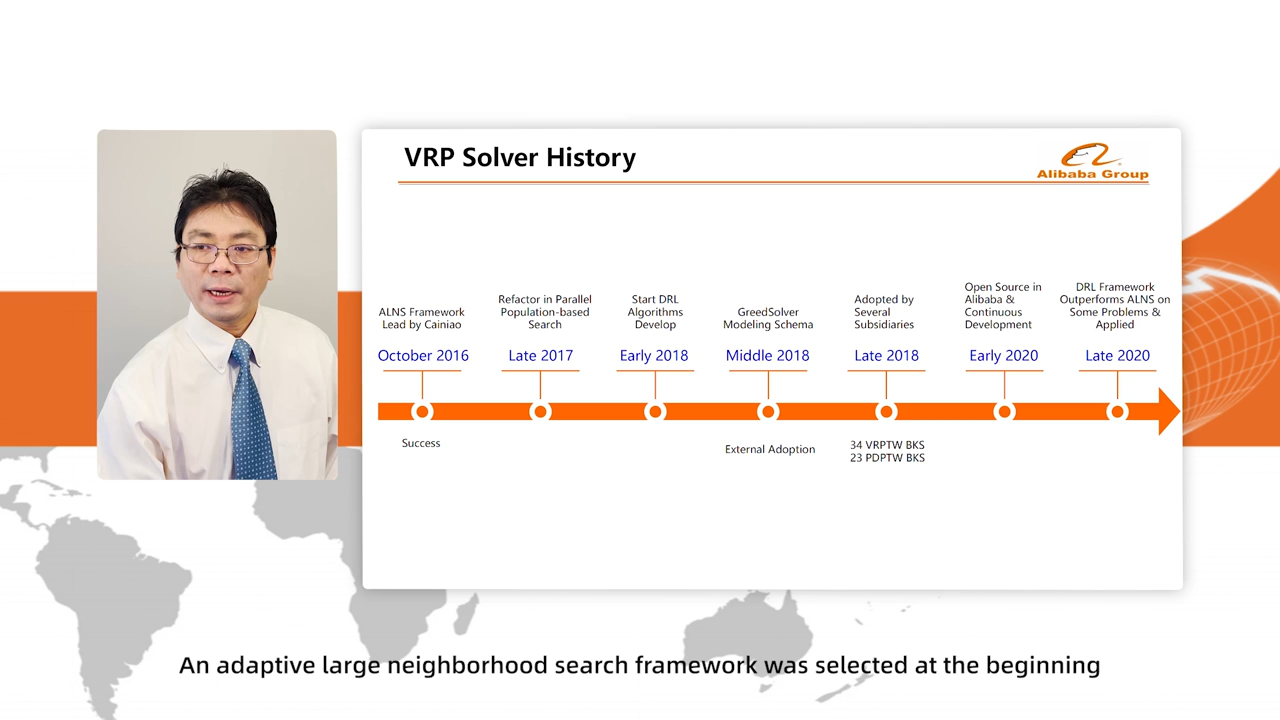 VRP Solver History
Alibaba Group
ALNS Framework
Lead by Cainiao
October 2016
Success
Refactor in Parallel
Population-based
Search
Late 2017
Start DRL
Algorithms
Develop
Early 2018
GreedSolver
Modeling Schema
Middle 2018
External Adoption
Adopted by
Several
Subsidiaries
Late 2018
34 VRPTW BKS
23 PDPTW BKS
Open Source in
Alibaba &
Continuous
Development
Early 2020
DRL Framework
Outperforms ALNS on
Some Problems &
Applied
Late 2020
An adaptive large neighborhood search framework was selected at the beginning